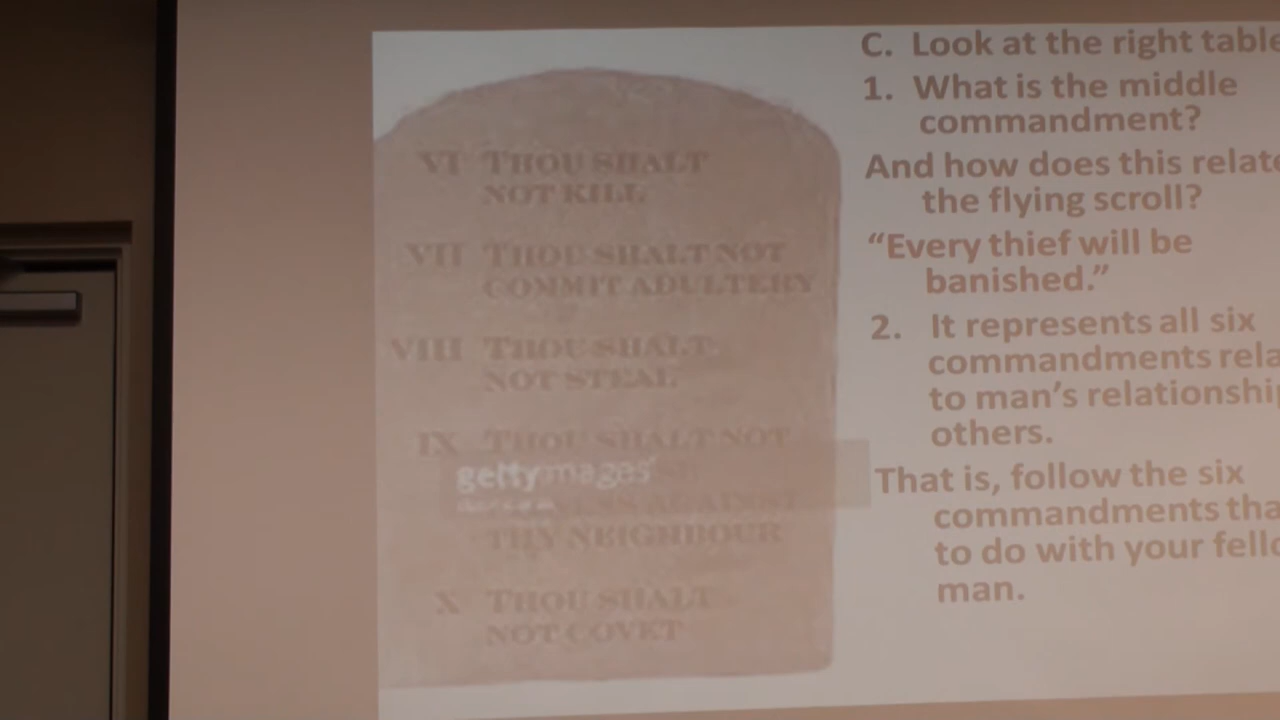 VI THOU SHALT
NOT KILL
VII THOU SHALT NOT
COMMIT ADULTERY
VIII THOU SHALT
NOT STEAL
IX THOU SHALT NOT
gettyimages
AGAINST
THY NEIGHBOUR
X THOU SHALT
NOT COVET
C. Look at the right table
1. What is the middle
commandment?
And how does this relate
the flying scroll?
“Every thief will be
banished.”
2. It represents all six
commandments rela
to man’s relationship
others.
That is, follow the six
commandments tha
to do with your fello
man.